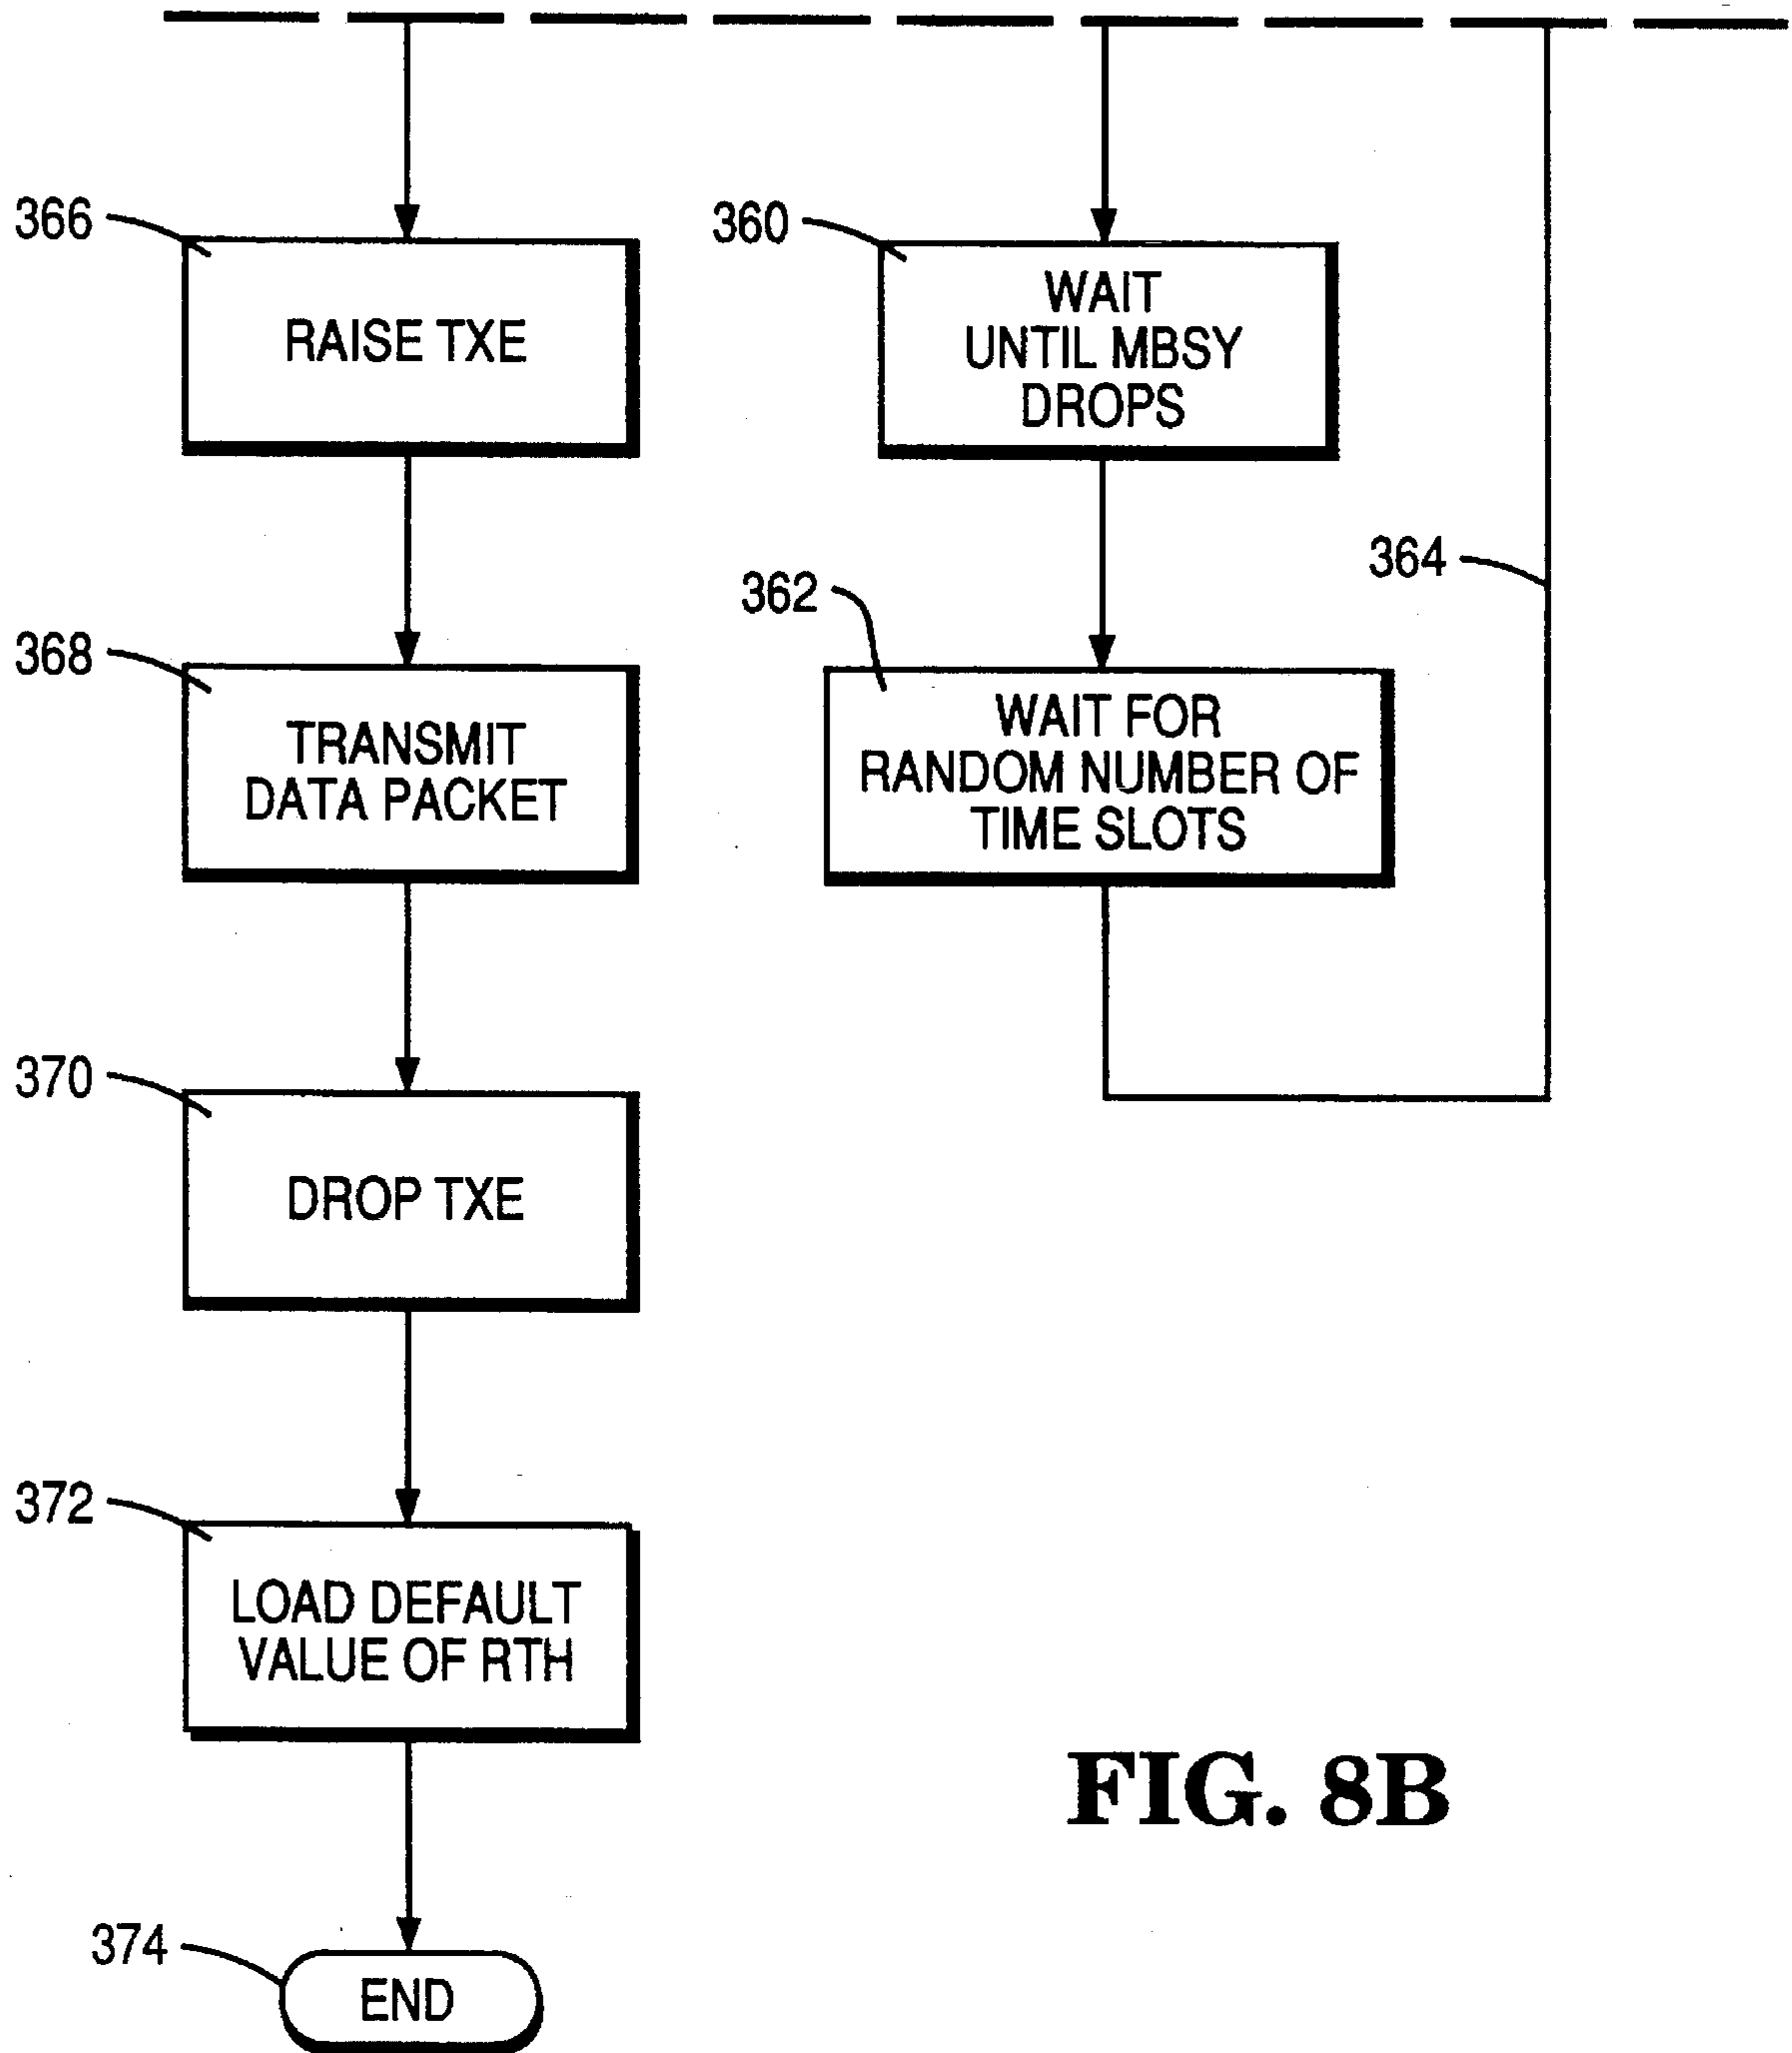 366
RAISE TXE
368
TRANSMIT
DATA PACKET
370
DROP TXE
372
LOAD DEFAULT
VALUE OF RTH
374
END
360
WAIT
UNTIL MBSY
DROPS
362
WAIT FOR
RANDOM NUMBER OF
TIME SLOTS
364
FIG. 8B